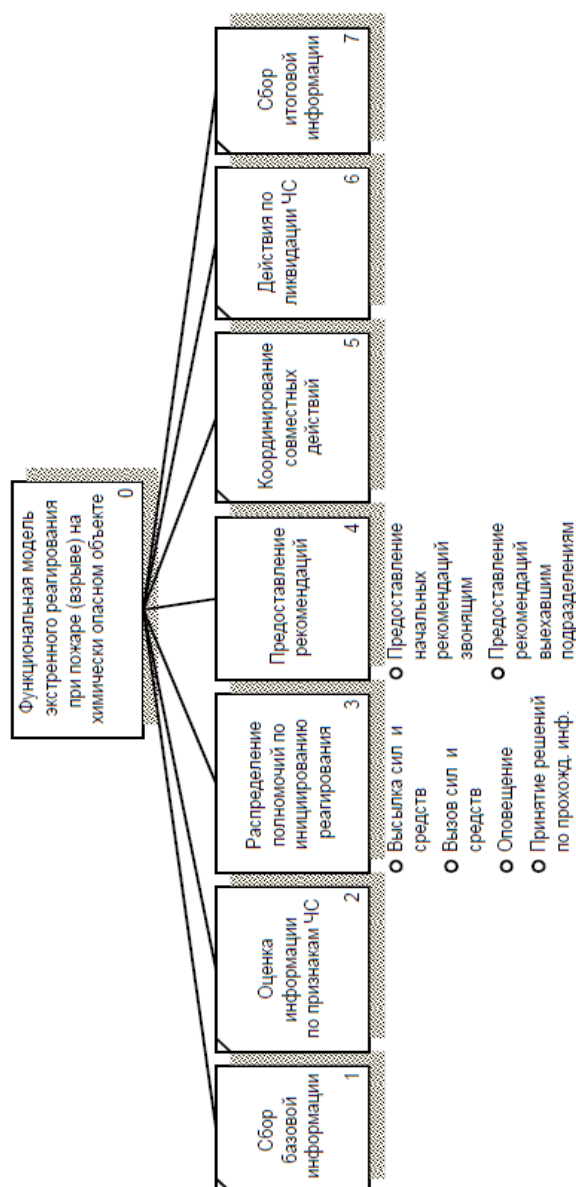 Функциональная модель
экстренного реагирования
при пожаре (взрыве) на
химически опасном объекте
0
Сбор
базовой
информации
1
Оценка
информации
по признакам ЧС
2
Распределение
полномочий по
инициированию
реагирования
3
Высылка сил и
средств
Вызов сил и
средств
Оповещение
Принятие решений
по прохожд. инф.
Предоставление
рекомендаций
4
Предоставление
начальных
рекомендаций
звонящим
Предоставление
рекомендаций
выехавшим
подразделениям
Координирование
совместных
действий
5
Действия по
ликвидации ЧС
6
Сбор
итоговой
информации
7